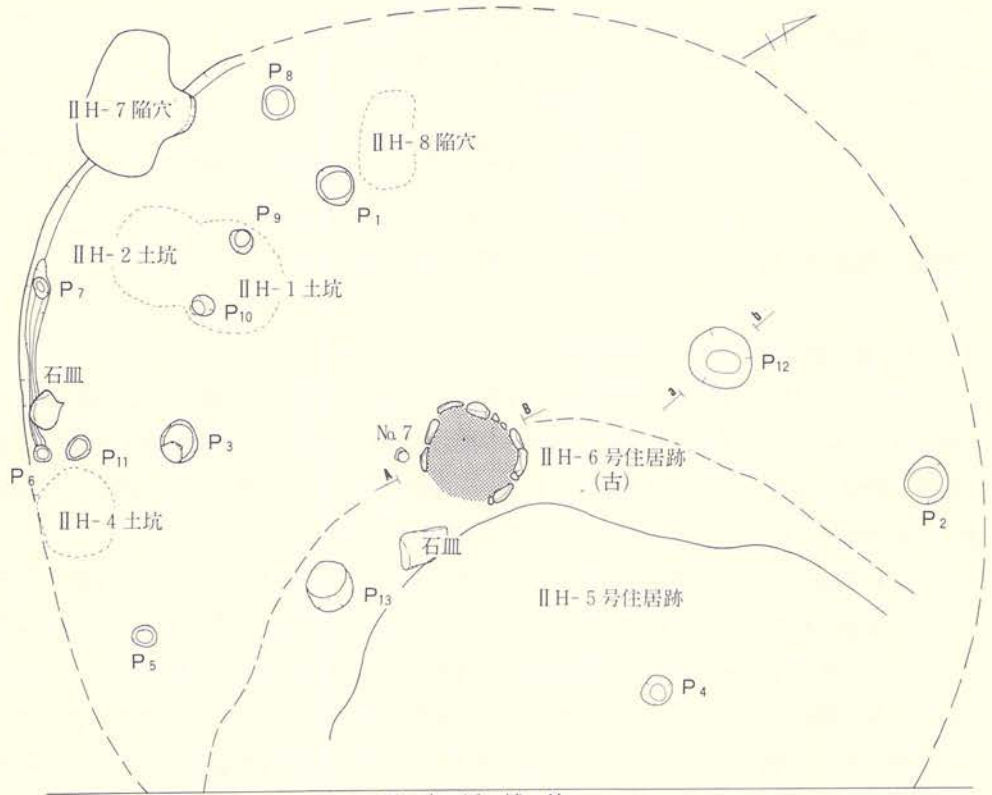 P8
ⅡH-7 陥穴
ⅡH-8 陥穴
P1
P9
ⅡH-2 土坑
P7
ⅡH-1 土坑
P10
b
P12
a
石皿
P3
P11
P6
No. 7
A
B
ⅡH-6 号住居跡
(古)
P2
ⅡH-4 土坑
石皿
P13
ⅡH-5 号住居跡
P5
P4